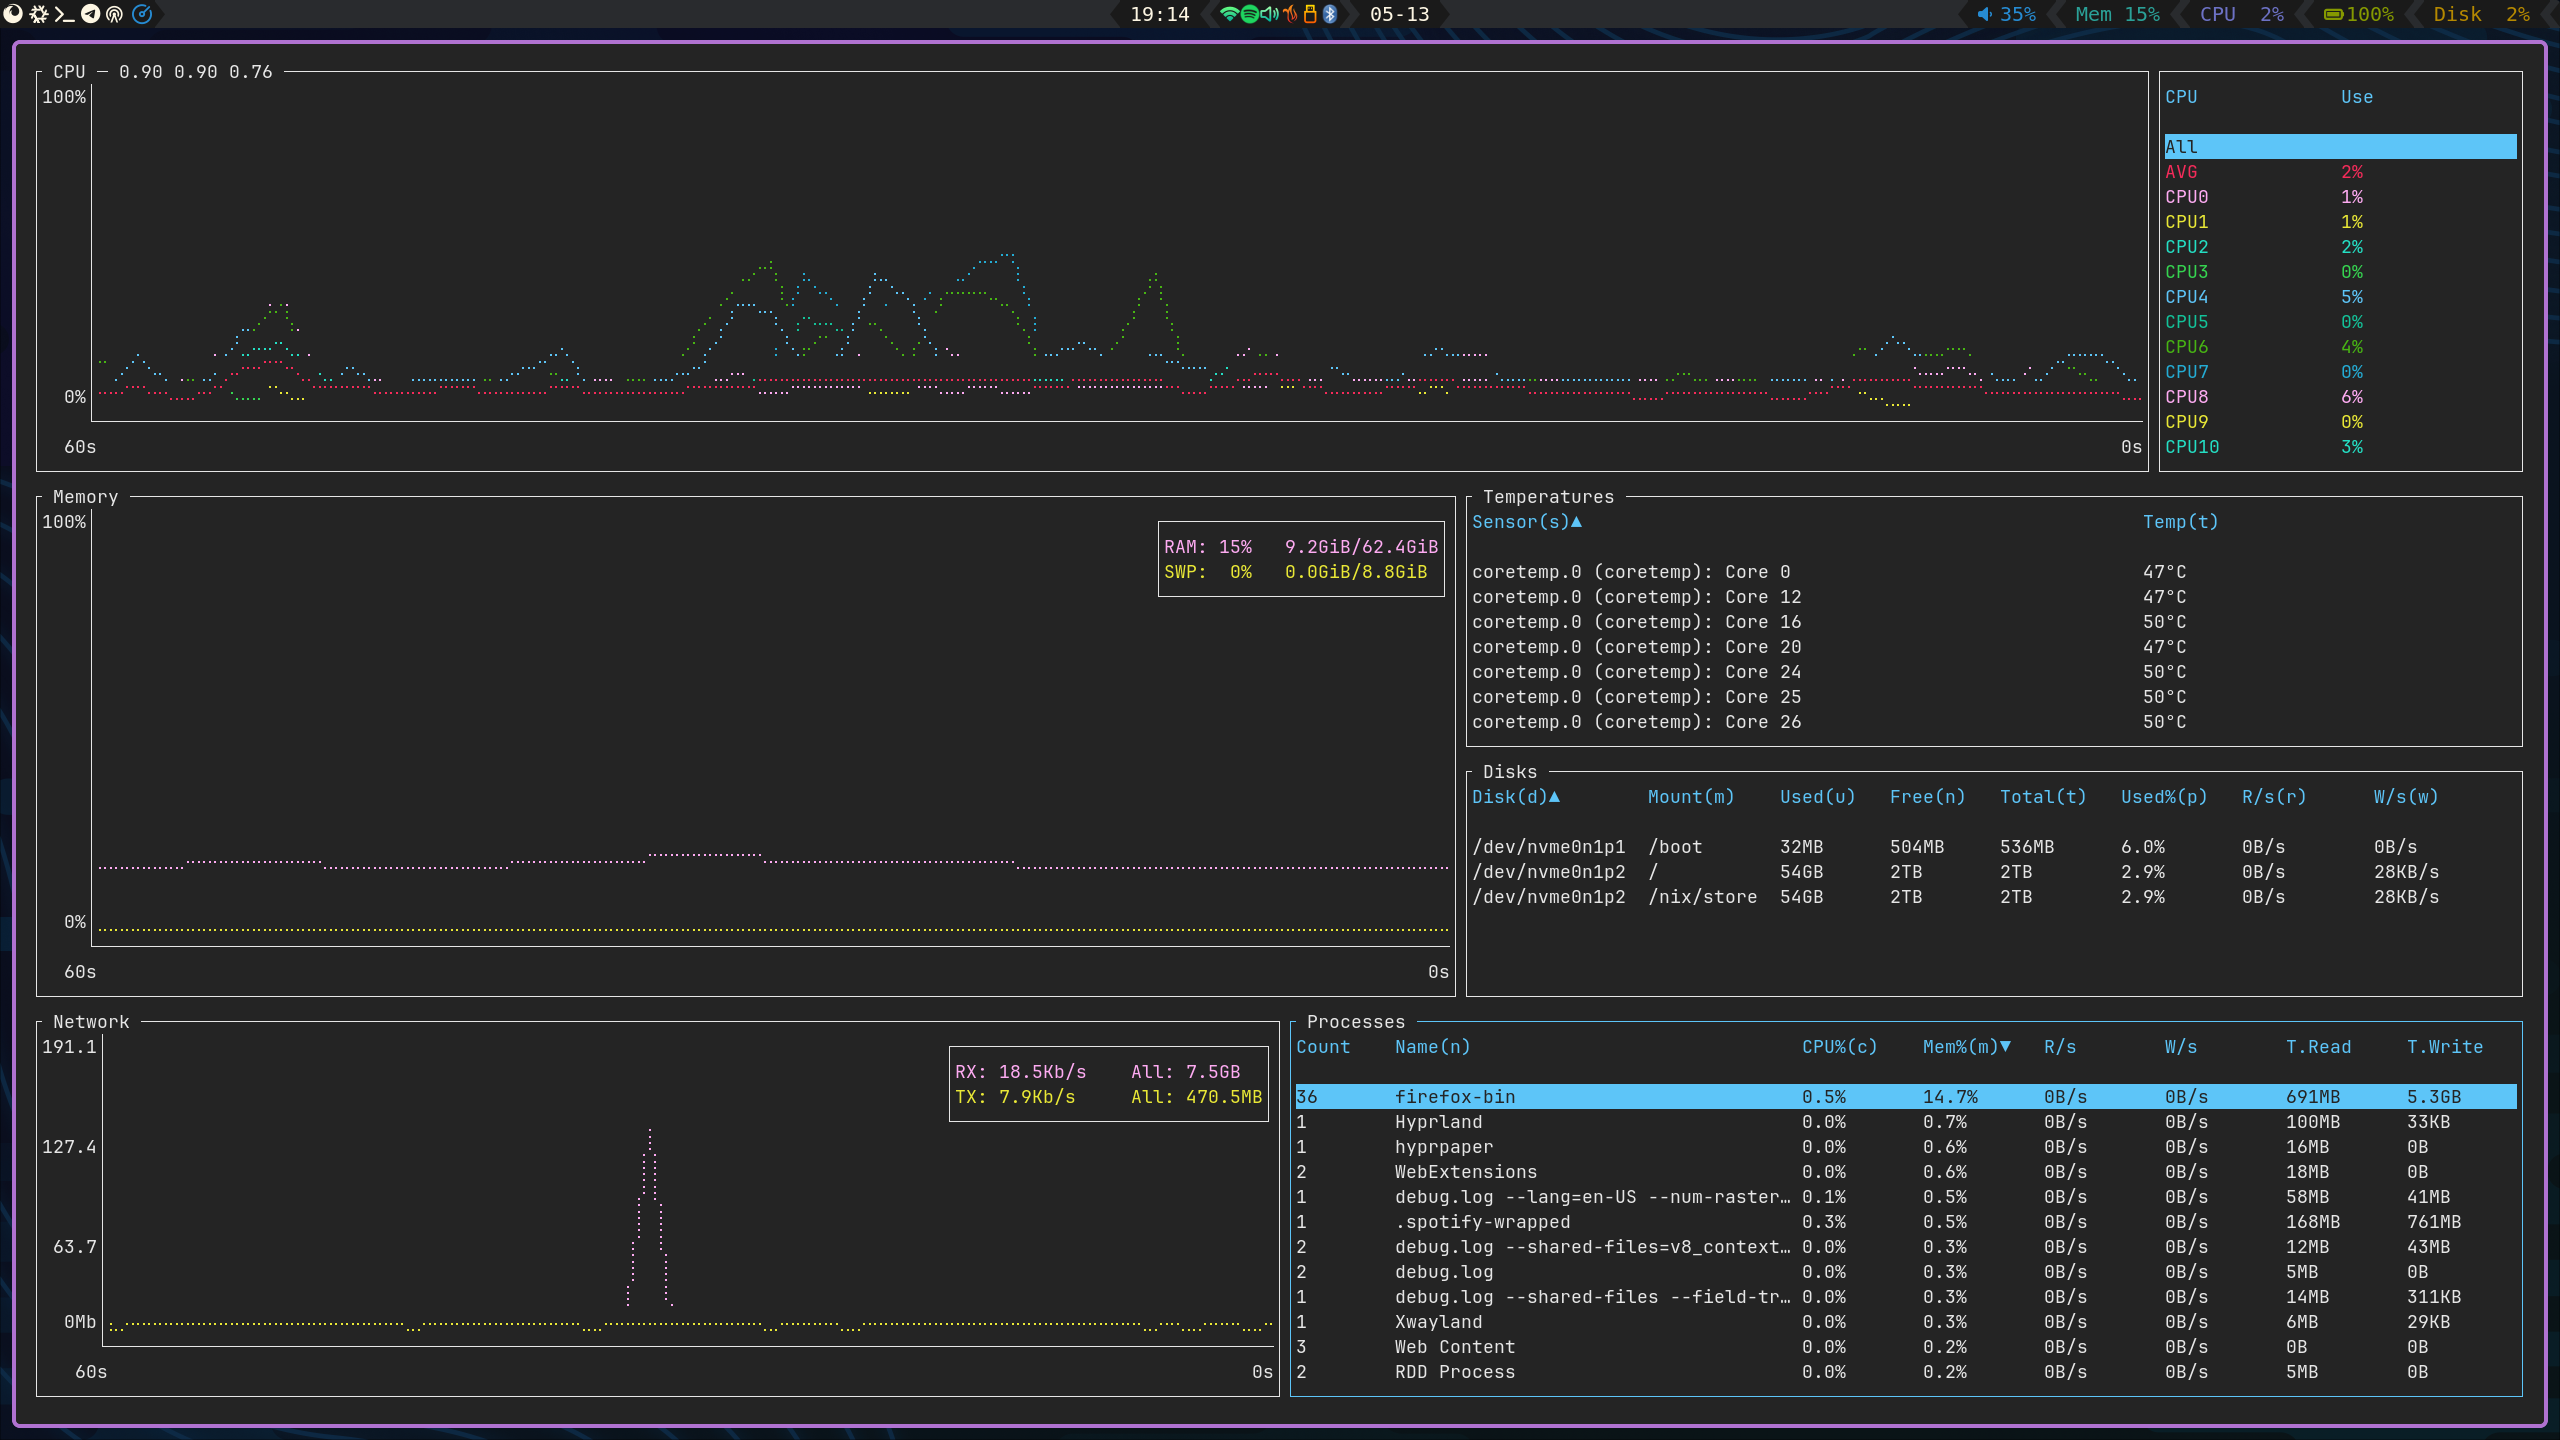 19:14 05-13 35% Mem 15% CPU 2% 100% Disk 2%
CPU — 0.90 0.90 0.76
100%
0%
60s 0s
CPU Use
All
AVG 2%
CPU0 1%
CPU1 1%
CPU2 2%
CPU3 0%
CPU4 5%
CPU5 0%
CPU6 4%
CPU7 0%
CPU8 6%
CPU9 0%
CPU10 3%
Memory
100%
RAM: 15% 9.2GiB/62.4GiB
SWP: 0% 0.0GiB/8.8GiB
0%
60s 0s
Temperatures
Sensor(s)▲ Temp(t)
coretemp.0 (coretemp): Core 0 47°C
coretemp.0 (coretemp): Core 12 47°C
coretemp.0 (coretemp): Core 16 50°C
coretemp.0 (coretemp): Core 20 47°C
coretemp.0 (coretemp): Core 24 50°C
coretemp.0 (coretemp): Core 25 50°C
coretemp.0 (coretemp): Core 26 50°C
Disks
Disk(d)▲ Mount(m) Used(u) Free(n) Total(t) Used%(p) R/s(r) W/s(w)
/dev/nvme0n1p1 /boot 32MB 504MB 536MB 6.0% 0B/s 0B/s
/dev/nvme0n1p2 / 54GB 2TB 2TB 2.9% 0B/s 28KB/s
/dev/nvme0n1p2 /nix/store 54GB 2TB 2TB 2.9% 0B/s 28KB/s
Network
191.1
RX: 18.5Kb/s All: 7.5GB
TX: 7.9Kb/s All: 470.5MB
127.4
63.7
0Mb
60s 0s
Processes
Count Name(n) CPU%(c) Mem%(m)▼ R/s W/s T.Read T.Write
36 firefox-bin 0.5% 14.7% 0B/s 0B/s 691MB 5.3GB
1 Hyprland 0.0% 0.7% 0B/s 0B/s 100MB 33KB
1 hyprpaper 0.0% 0.6% 0B/s 0B/s 16MB 0B
2 WebExtensions 0.0% 0.6% 0B/s 0B/s 18MB 0B
1 debug.log --lang=en-US --num-raster… 0.1% 0.5% 0B/s 0B/s 58MB 41MB
1 .spotify-wrapped 0.3% 0.5% 0B/s 0B/s 168MB 761MB
2 debug.log --shared-files=v8_context… 0.0% 0.3% 0B/s 0B/s 12MB 43MB
2 debug.log 0.0% 0.3% 0B/s 0B/s 5MB 0B
1 debug.log --shared-files --field-tr… 0.0% 0.3% 0B/s 0B/s 14MB 311KB
1 Xwayland 0.0% 0.3% 0B/s 0B/s 6MB 29KB
3 Web Content 0.0% 0.2% 0B/s 0B/s 0B 0B
2 RDD Process 0.0% 0.2% 0B/s 0B/s 5MB 0B